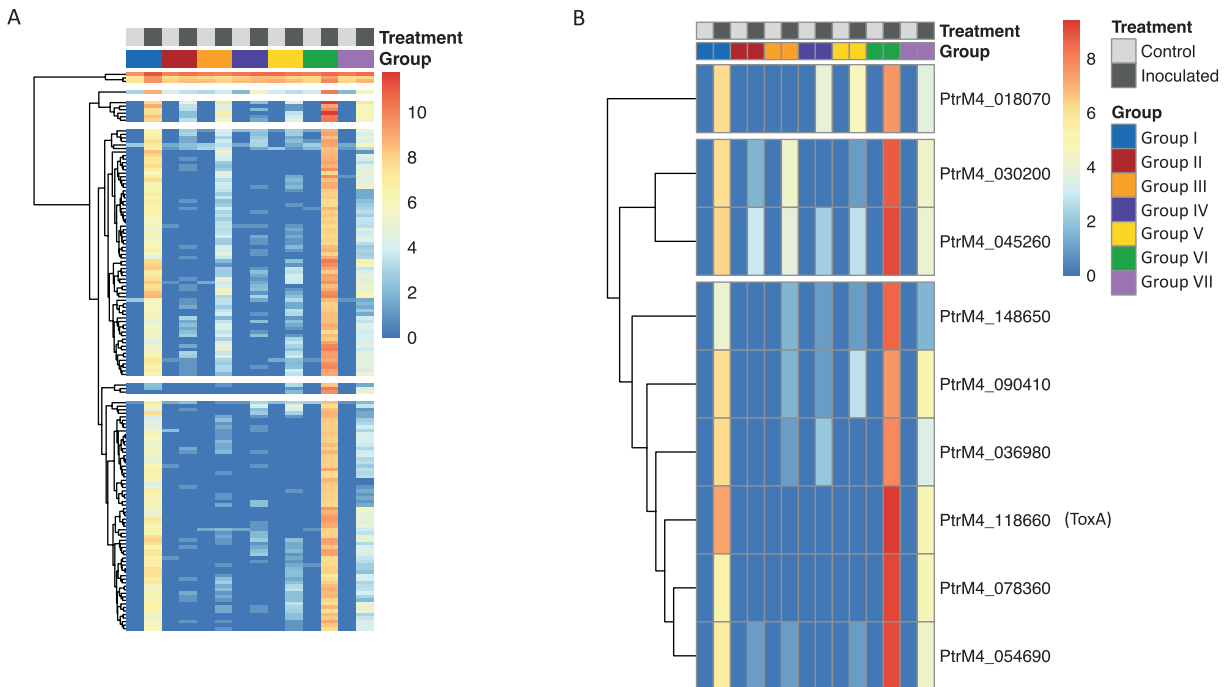 A
Treatment
Group
10
8
6
4
2
0
B
Treatment
Group
PtrM4_018070
PtrM4_030200
PtrM4_045260
PtrM4_148650
PtrM4_090410
PtrM4_036980
PtrM4_118660 (ToxA)
PtrM4_078360
PtrM4_054690
8
6
4
2
0
Treatment
Control
Inoculated
Group
Group I
Group II
Group III
Group IV
Group V
Group VI
Group VII